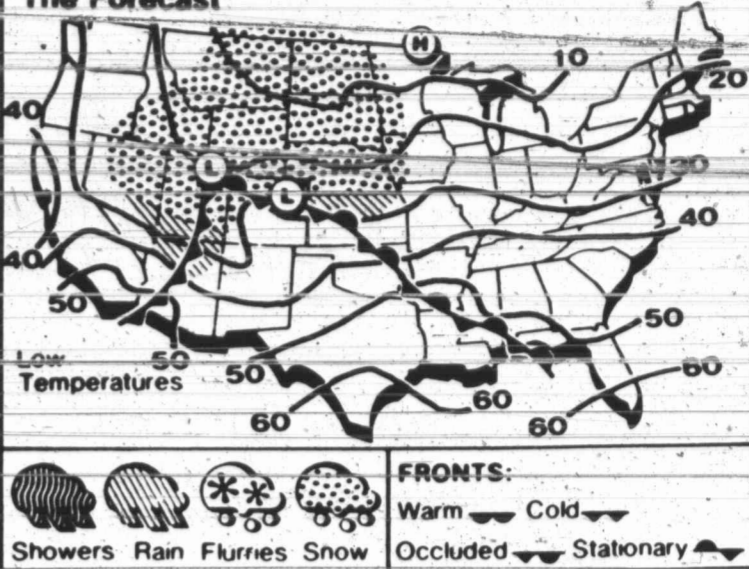 The Forecast
H
10
20
40
L
30
L
40
40
50
50
Low
Temperatures
50
50
60
60
60
60
Showers Rain Flurries Snow
FRONTS:
Warm Cold
Occluded Stationary